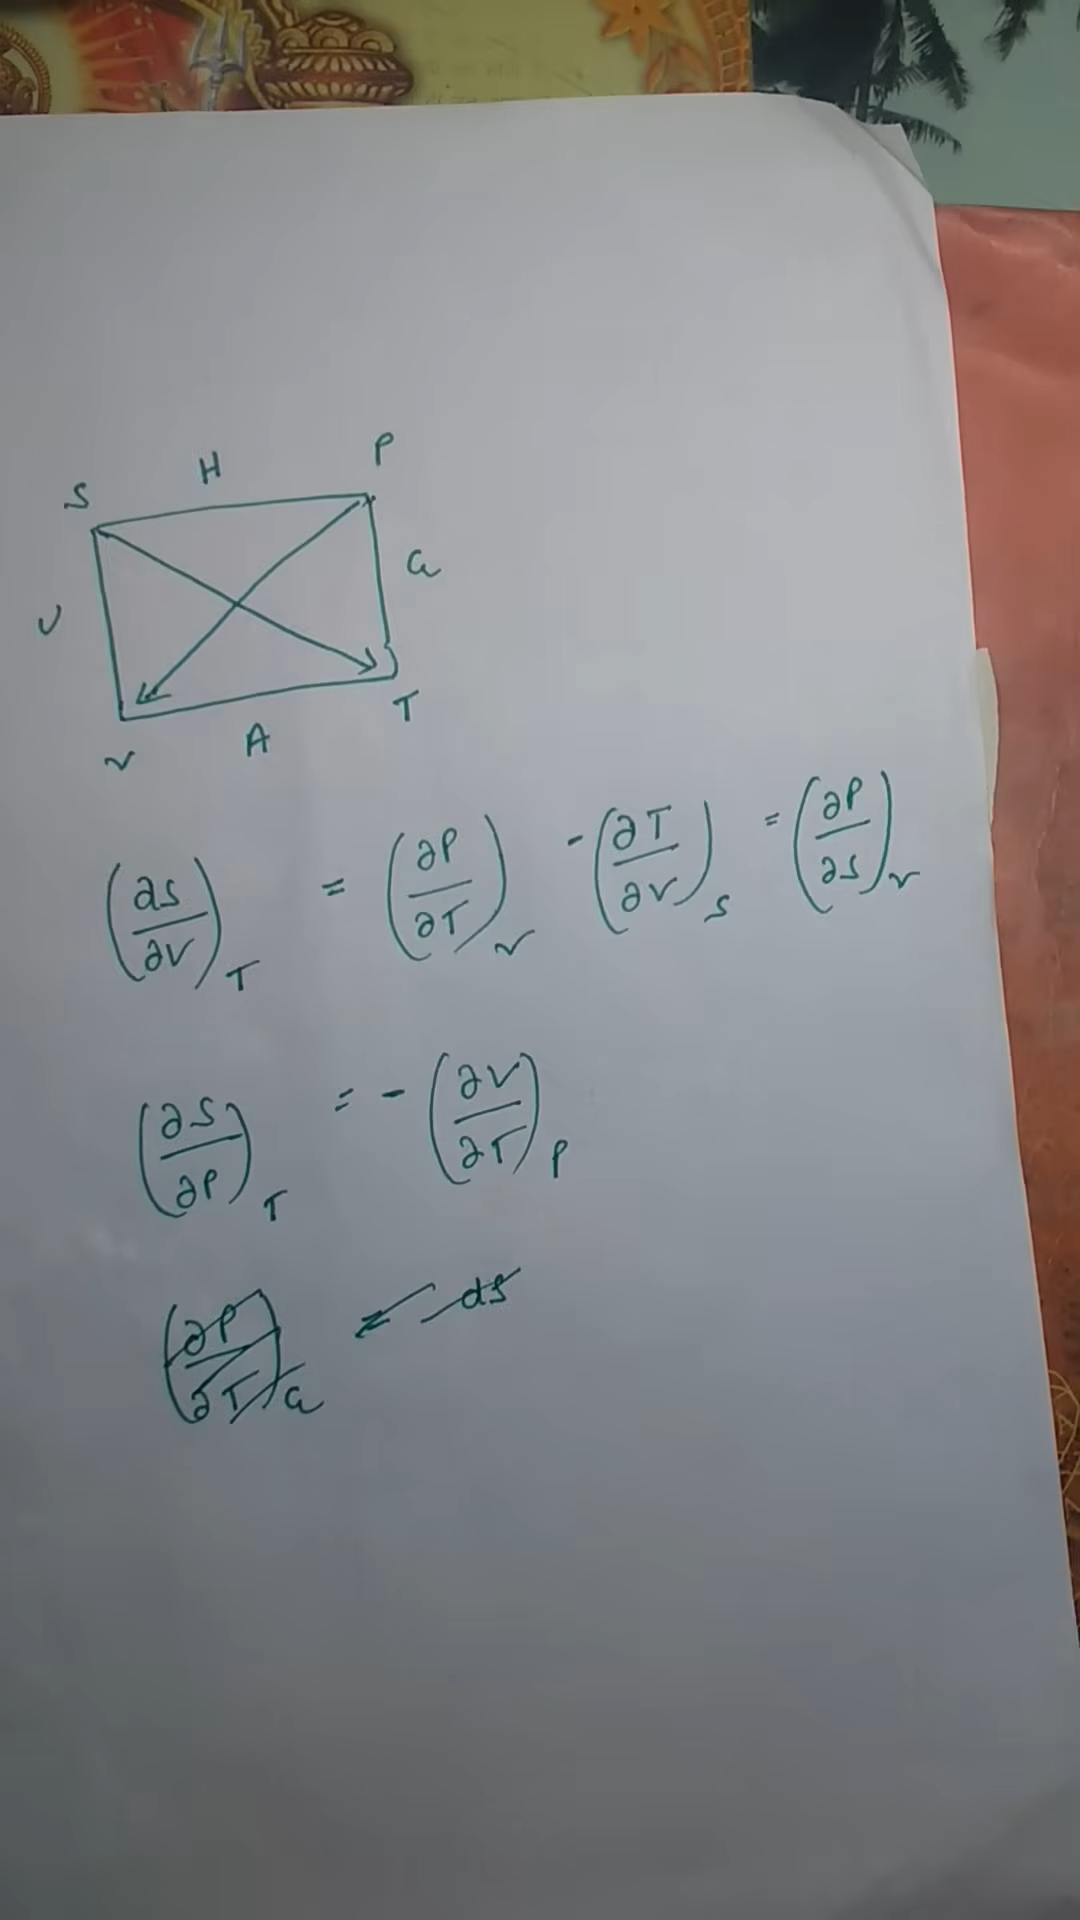 S H P
U G
V A T
(∂S/∂V)_T = (∂P/∂T)_V -(∂T/∂V)_S = (∂P/∂S)_V
(∂S/∂P)_T = - (∂V/∂T)_P
(∂P/∂T)_G = - dS